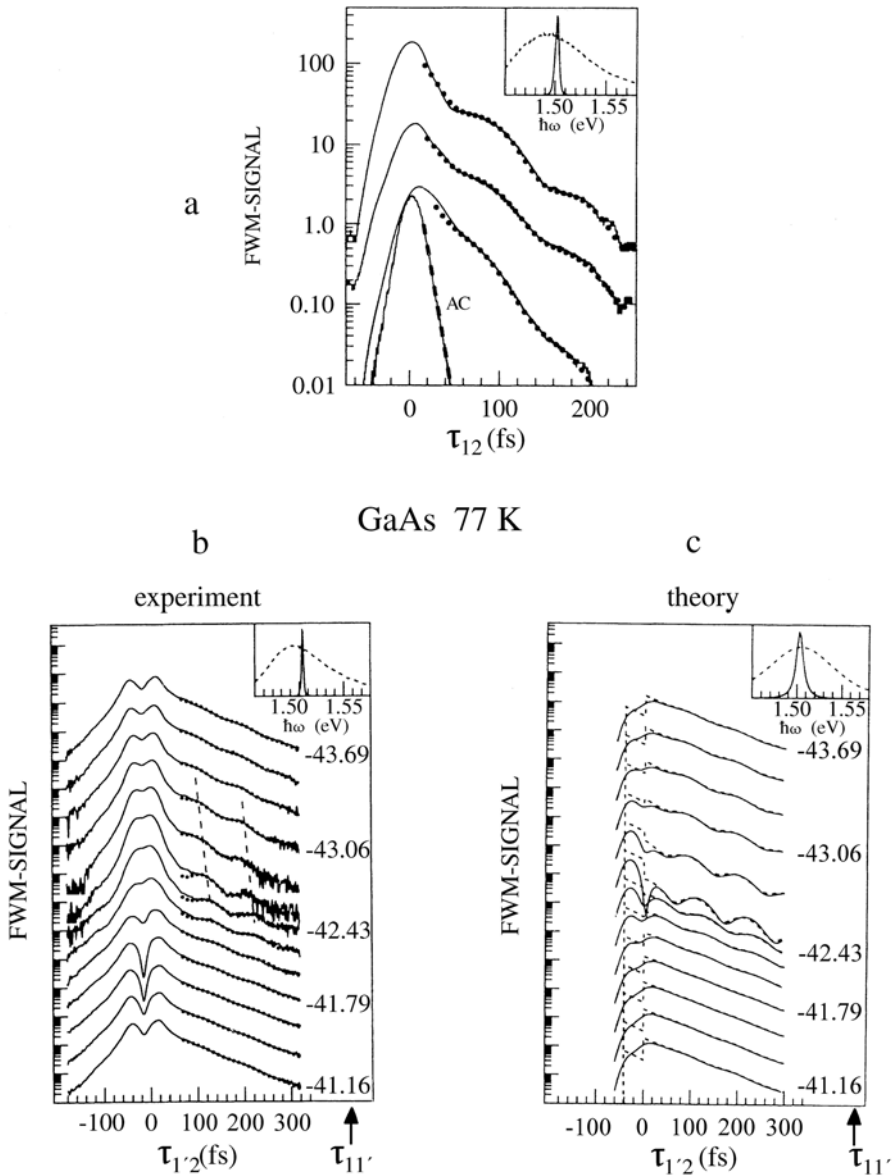 a
FWM-SIGNAL
100
10
1.0
0.10
0.01
AC
1.50 1.55
ħω (eV)
0 100 200
τ12 (fs)
GaAs 77 K
b
experiment
FWM-SIGNAL
1.50 1.55
ħω (eV)
-43.69
-43.06
-42.43
-41.79
-41.16
-100 0 100 200 300
τ1'2(fs)
τ11'
c
theory
FWM-SIGNAL
1.50 1.55
ħω (eV)
-43.69
-43.06
-42.43
-41.79
-41.16
-100 0 100 200 300
τ1'2 (fs)
τ11'